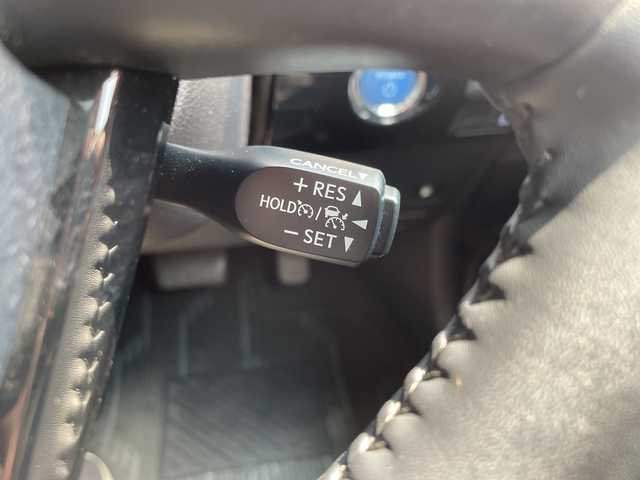 CANCEL▼
+ RES ▲
HOLD / ◀
− SET ▼